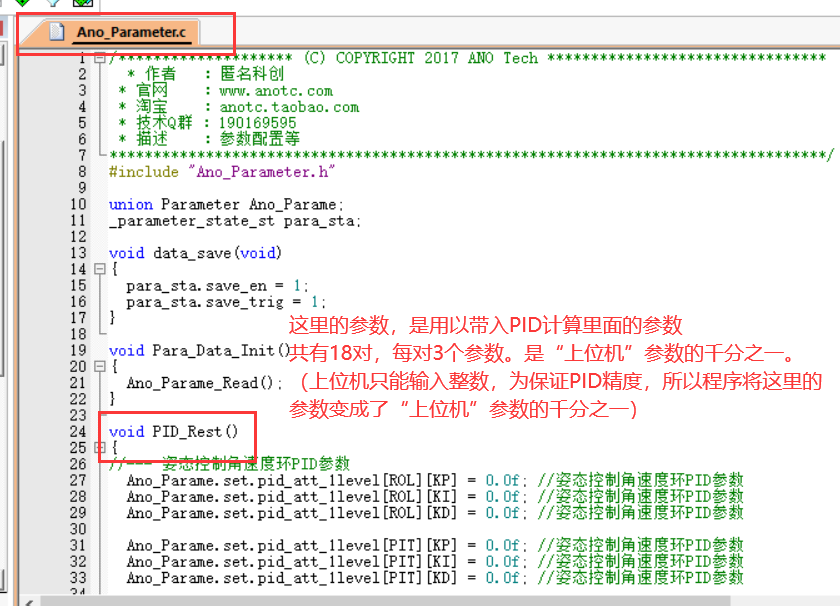 Ano_Parameter.c
1 /******************** (C) COPYRIGHT 2017 ANO Tech ********************************
2 * 作者 : 匿名科创
3 * 官网 : www.anotc.com
4 * 淘宝 : anotc.taobao.com
5 * 技术Q群 : 190169595
6 * 描述 : 参数配置等
7 **********************************************************************************/
8 #include "Ano_Parameter.h"
9
10 union Parameter Ano_Parame;
11 _parameter_state_st para_sta;
12
13 void data_save(void)
14 {
15 para_sta.save_en = 1;
16 para_sta.save_trig = 1;
17 }
18
这里的参数，是用以带入PID计算里面的参数
共有18对，每对3个参数。是“上位机”参数的千分之一。
（上位机只能输入整数，为保证PID精度，所以程序将这里的
参数变成了“上位机”参数的千分之一）
19 void Para_Data_Init()
20 {
21 Ano_Parame_Read();
22 }
23
24 void PID_Rest()
25 {
26 //--- 姿态控制角速度环PID参数
27 Ano_Parame.set.pid_att_1level[ROL][KP] = 0.0f; //姿态控制角速度环PID参数
28 Ano_Parame.set.pid_att_1level[ROL][KI] = 0.0f; //姿态控制角速度环PID参数
29 Ano_Parame.set.pid_att_1level[ROL][KD] = 0.0f; //姿态控制角速度环PID参数
30
31 Ano_Parame.set.pid_att_1level[PIT][KP] = 0.0f; //姿态控制角速度环PID参数
32 Ano_Parame.set.pid_att_1level[PIT][KI] = 0.0f; //姿态控制角速度环PID参数
33 Ano_Parame.set.pid_att_1level[PIT][KD] = 0.0f; //姿态控制角速度环PID参数